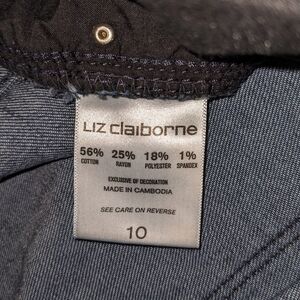 LIZ claiborne
56% 25% 18% 1%
COTTON RAYON POLYESTER SPANDEX
EXCLUSIVE OF DECORATION
MADE IN CAMBODIA
SEE CARE ON REVERSE
10